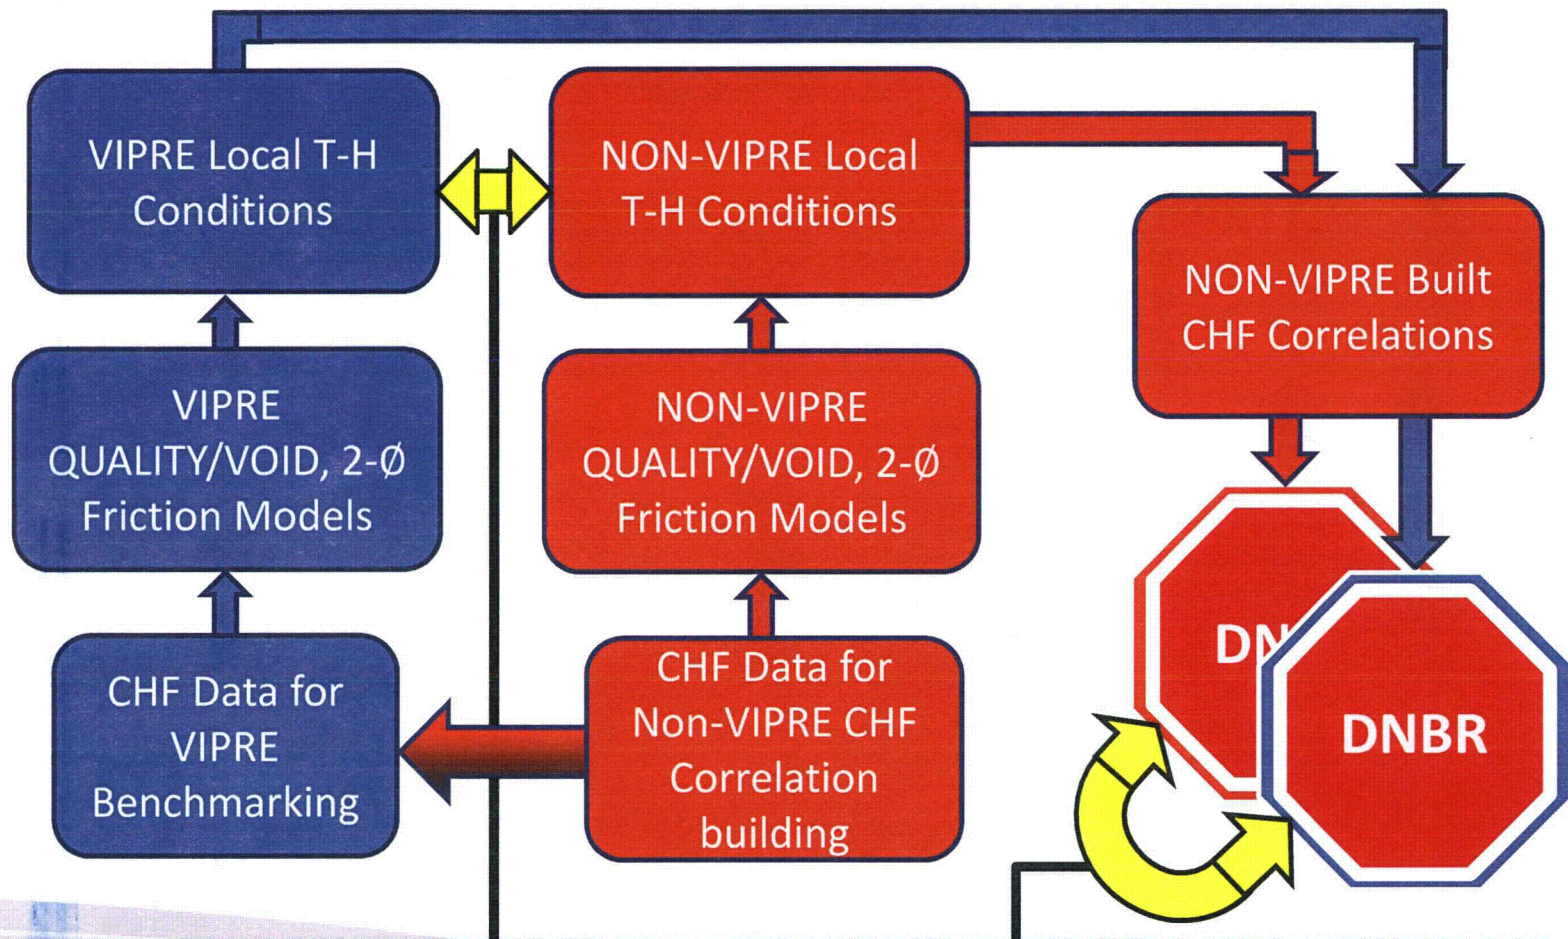 VIPRE Local T-H
Conditions
NON-VIPRE Local
T-H Conditions
NON-VIPRE Built
CHF Correlations
VIPRE
QUALITY/VOID, 2-Ø
Friction Models
NON-VIPRE
QUALITY/VOID, 2-Ø
Friction Models
CHF Data for
VIPRE
Benchmarking
CHF Data for
Non-VIPRE CHF
Correlation
building
DN
DNBR